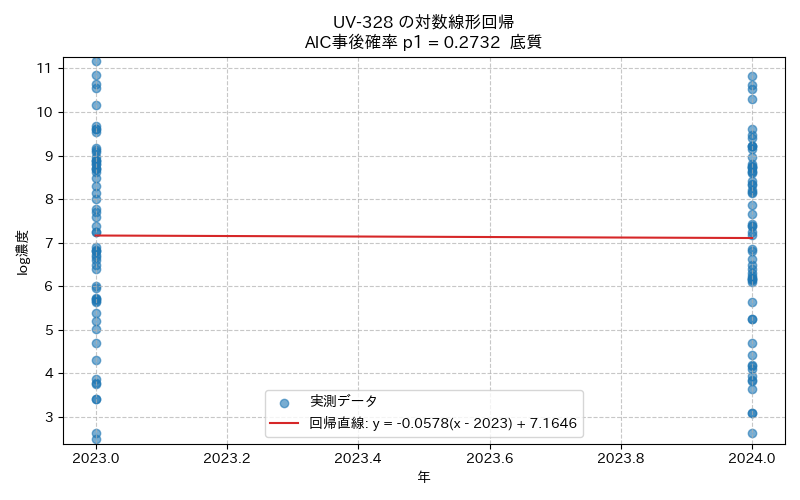 UV-328 の対数線形回帰
AIC事後確率 p1 = 0.2732 底質
log濃度
11
10
9
8
7
6
5
4
3
実測データ
回帰直線: y = -0.0578(x - 2023) + 7.1646
2023.0 2023.2 2023.4 2023.6 2023.8 2024.0
年